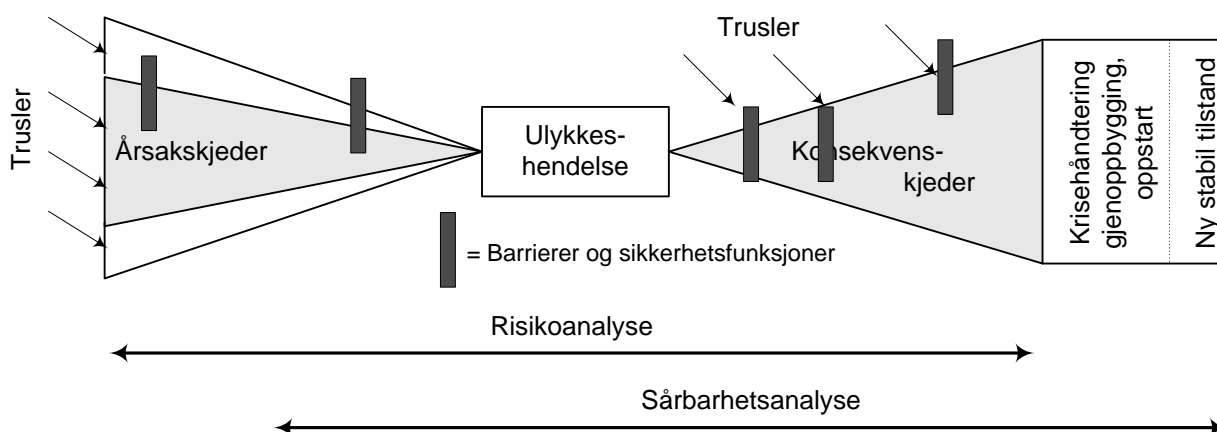 Trusler
Trusler
Årsakskjeder
Ulykkes-
hendelse
Konsekvens-
kjeder
Krisehåndtering
gjenoppbygging,
oppstart
Ny stabil tilstand
= Barrierer og sikkerhetsfunksjoner
Risikoanalyse
Sårbarhetsanalyse